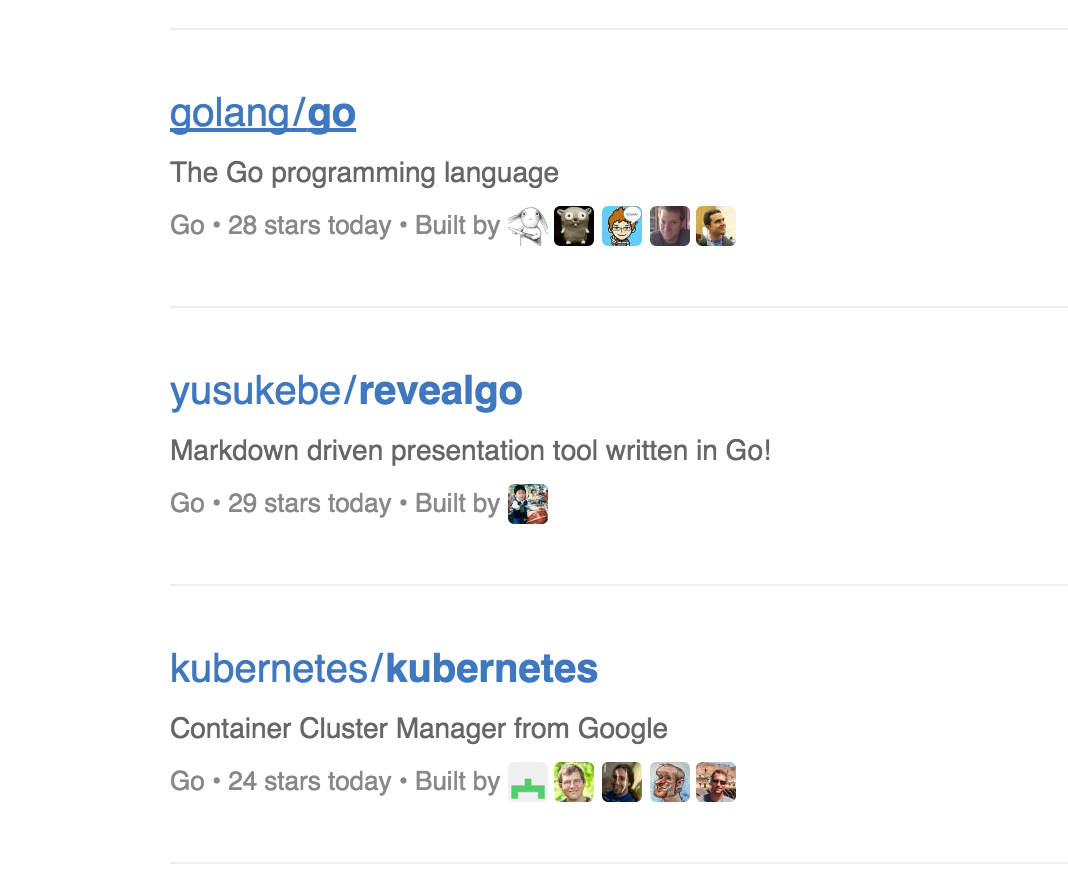 golang/go
The Go programming language
Go • 28 stars today • Built by
yusukebe/revealgo
Markdown driven presentation tool written in Go!
Go • 29 stars today • Built by
kubernetes/kubernetes
Container Cluster Manager from Google
Go • 24 stars today • Built by